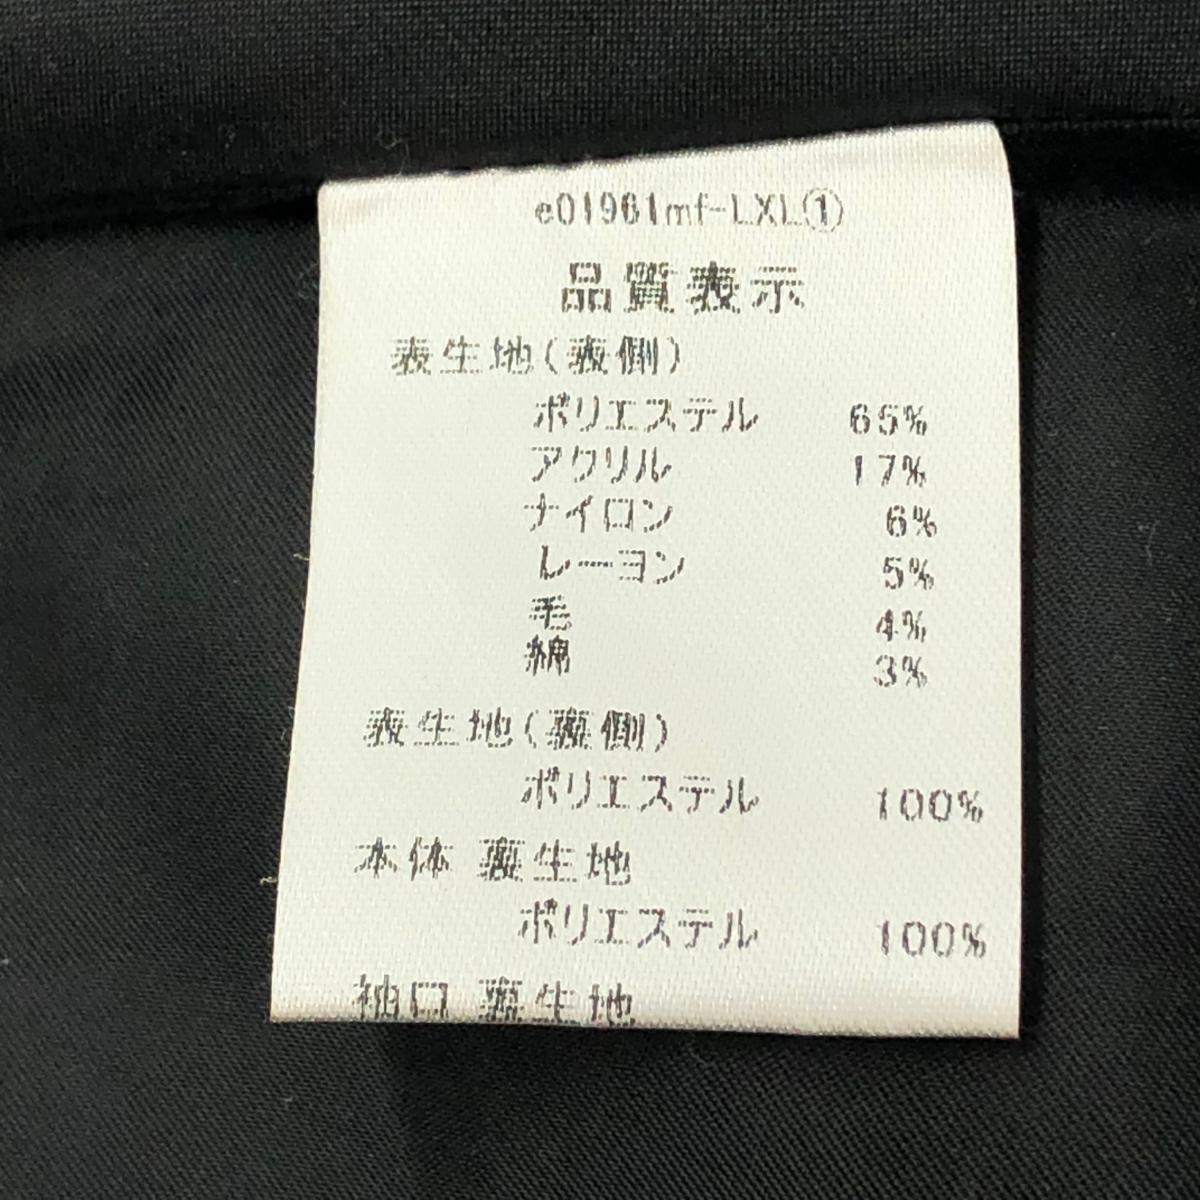 e01961mf-LXL①
品質表示
表生地(表側)
ポリエステル 65%
アクリル 17%
ナイロン 6%
レーヨン 5%
毛 4%
綿 3%
表生地(裏側)
ポリエステル 100%
本体 裏生地
ポリエステル 100%
袖口 裏生地